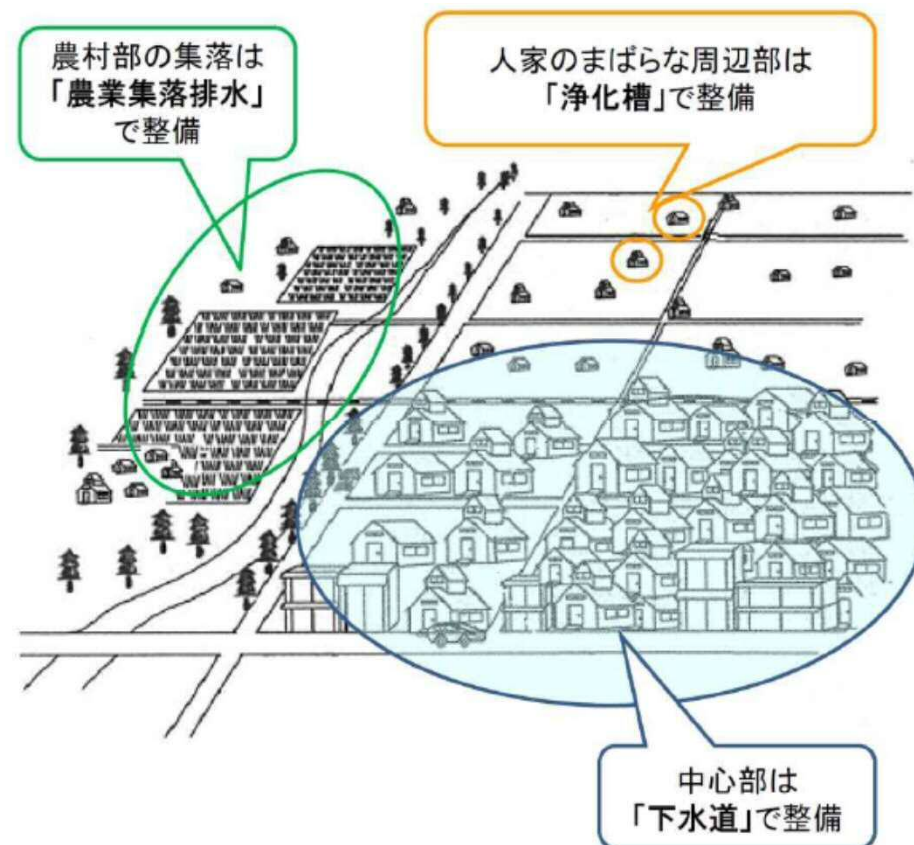 農村部の集落は
「農業集落排水」
で整備
人家のまばらな周辺部は
「浄化槽」で整備
中心部は
「下水道」で整備